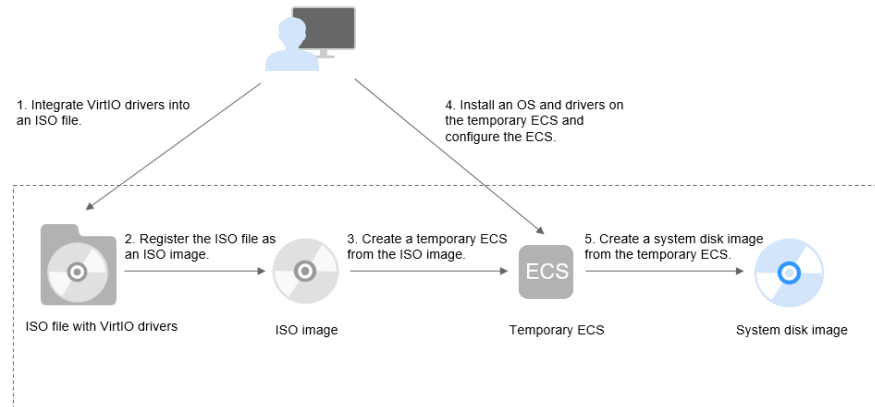 1. Integrate VirtIO drivers into
an ISO file.
4. Install an OS and drivers on
the temporary ECS and
configure the ECS.
2. Register the ISO file as
an ISO image.
3. Create a temporary ECS
from the ISO image.
5. Create a system disk image
from the temporary ECS.
ECS
ISO file with VirtIO drivers
ISO image
Temporary ECS
System disk image